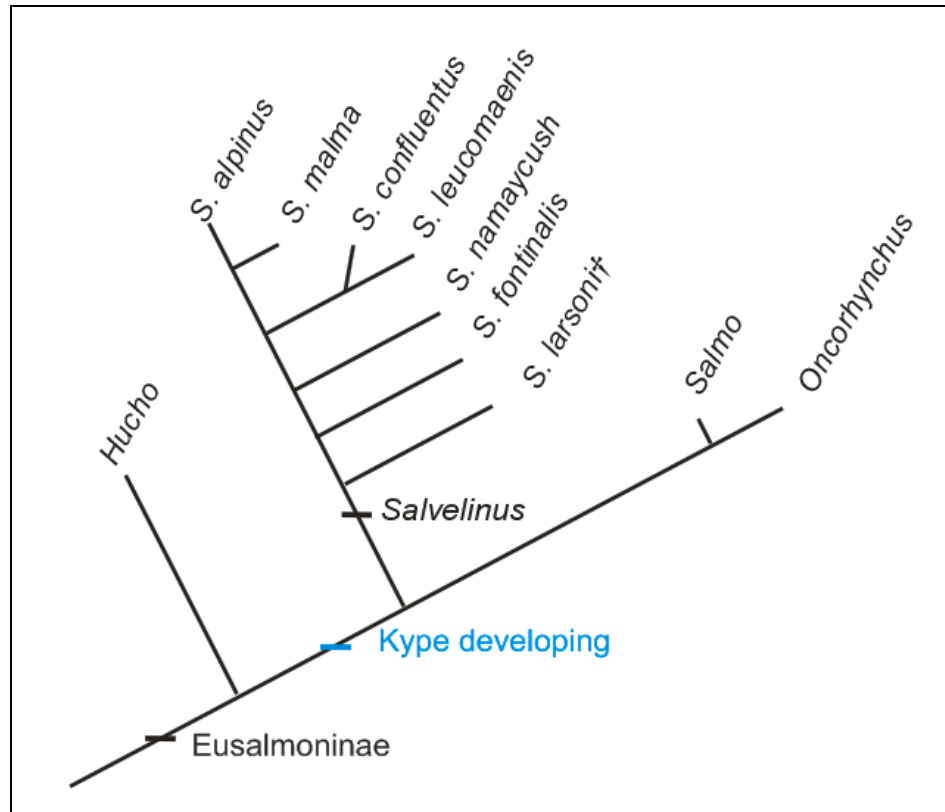 S. alpinus
S. malma
S. confluentus
S. leucomaenis
S. namaycush
S. fontinalis
S. larsoni†
Salmo
Oncorhynchus
Hucho
Salvelinus
Kype developing
Eusalmoninae